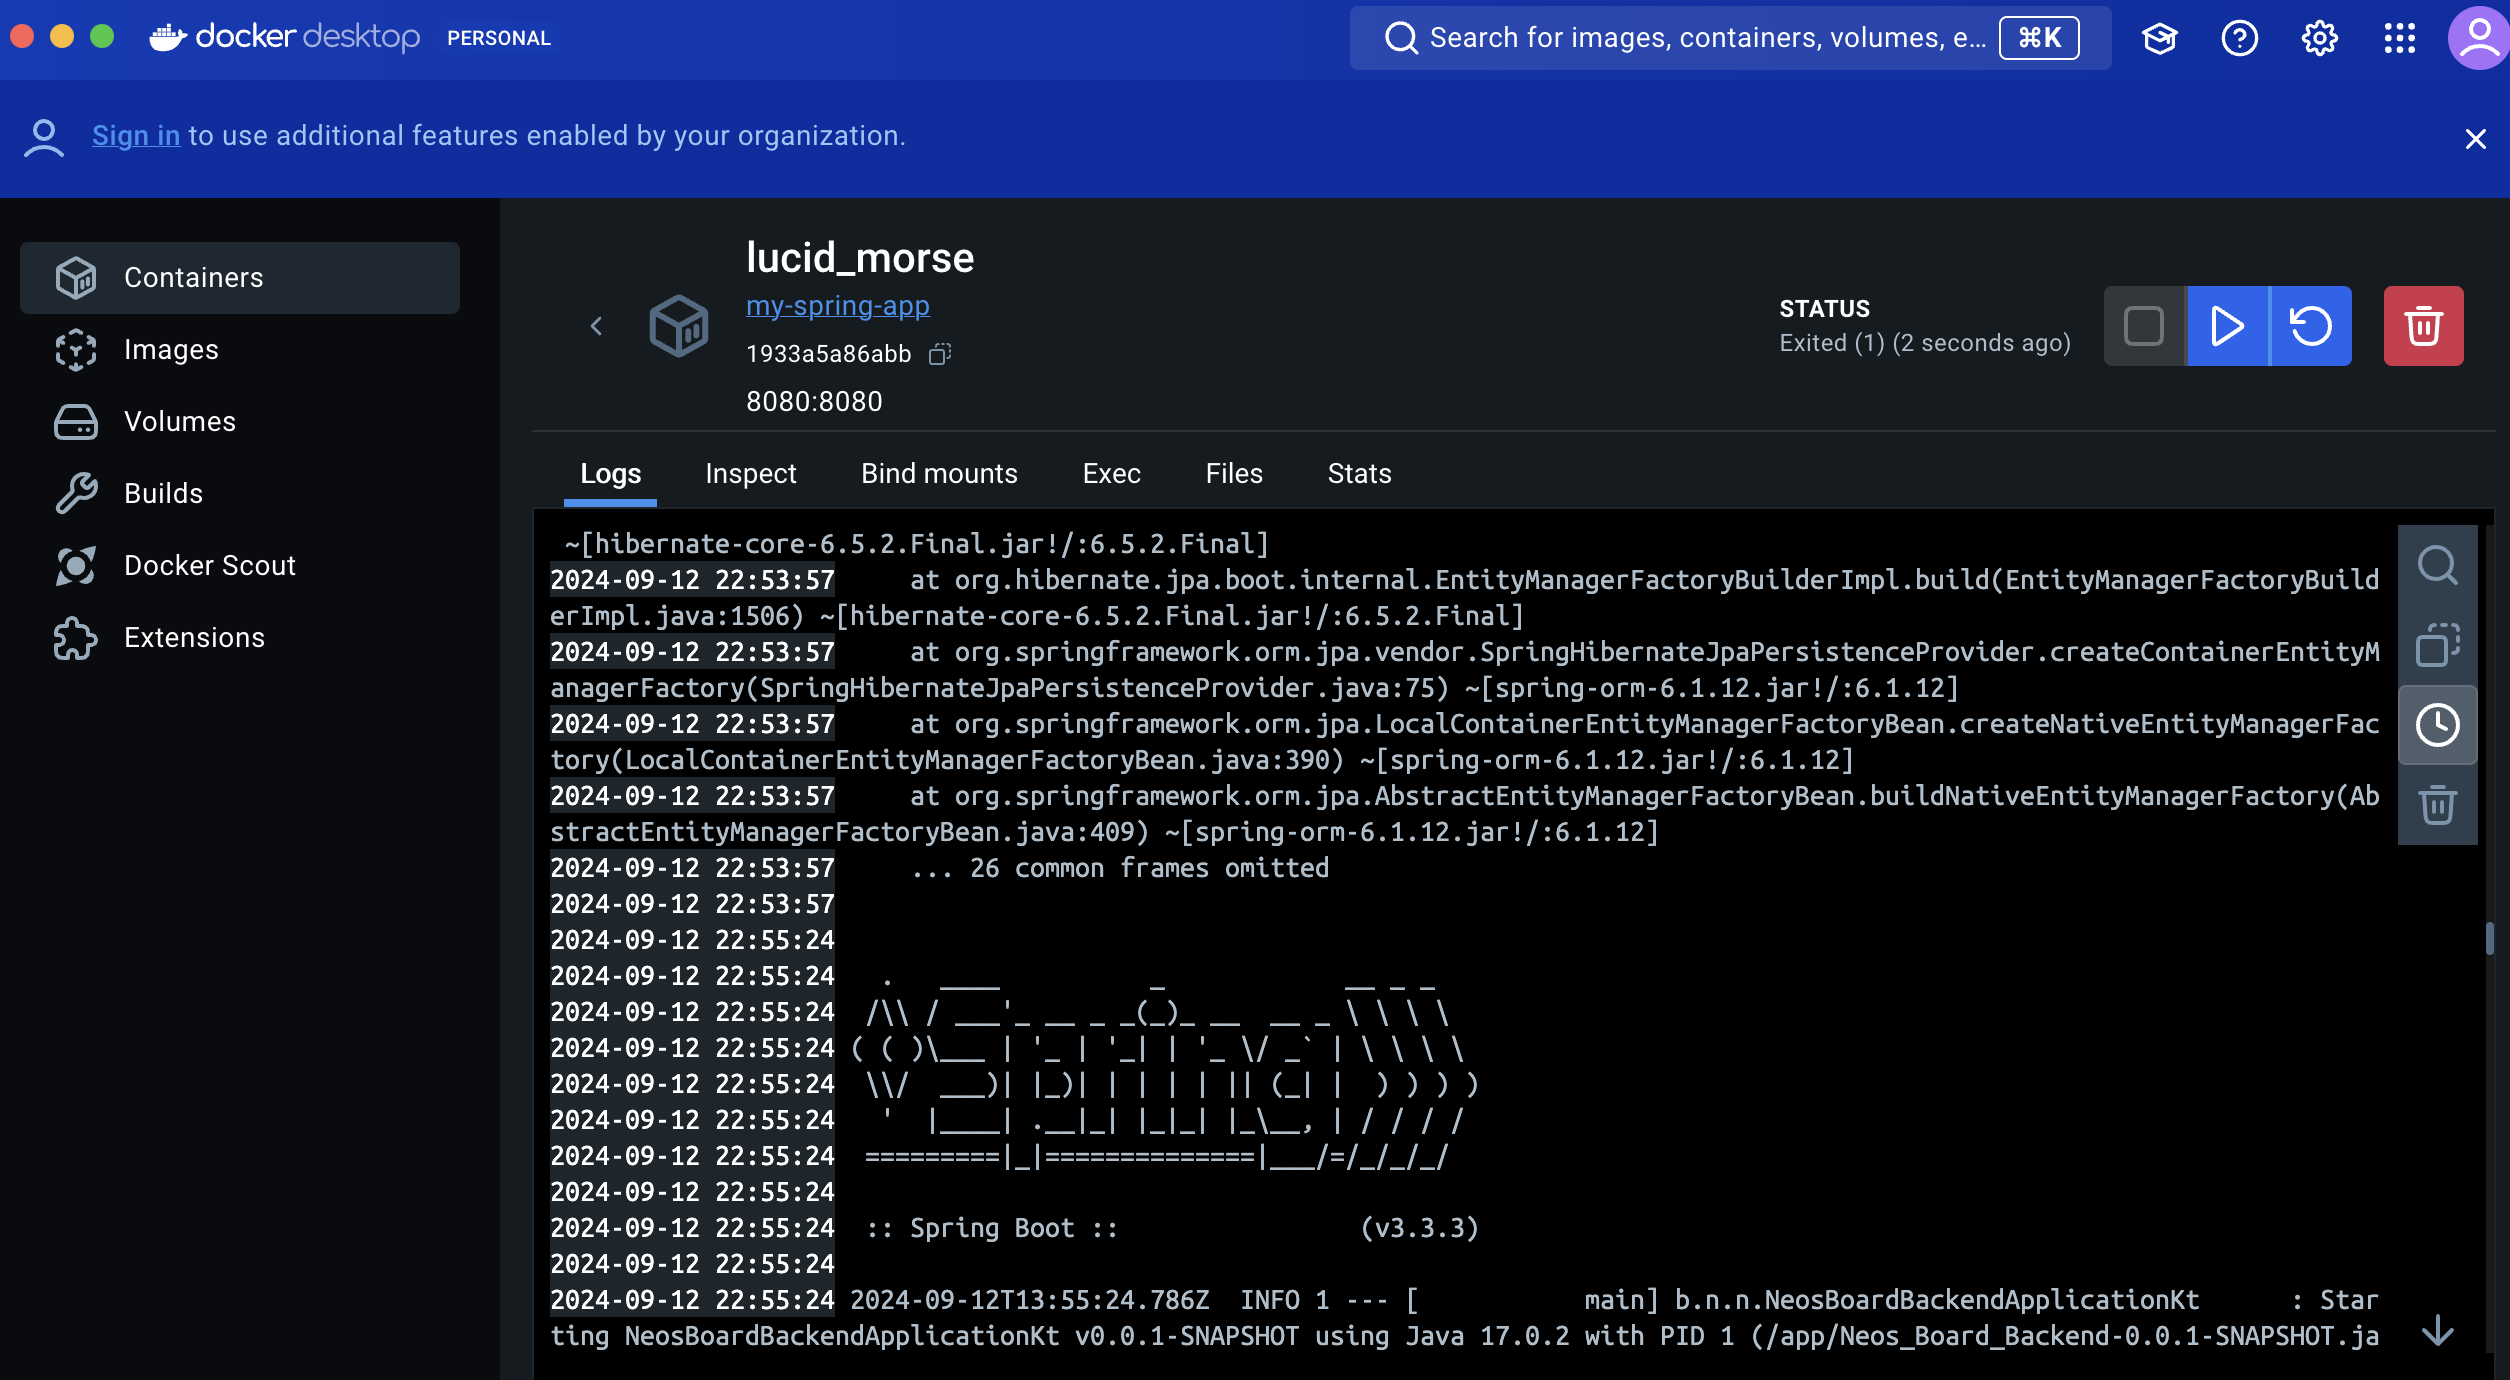 docker desktop PERSONAL
Search for images, containers, volumes, e... ⌘K
Sign in to use additional features enabled by your organization.
Containers
Images
Volumes
Builds
Docker Scout
Extensions
lucid_morse
my-spring-app
1933a5a86abb
8080:8080
STATUS
Exited (1) (2 seconds ago)
Logs Inspect Bind mounts Exec Files Stats
~[hibernate-core-6.5.2.Final.jar!/:6.5.2.Final]
2024-09-12 22:53:57     at org.hibernate.jpa.boot.internal.EntityManagerFactoryBuilderImpl.build(EntityManagerFactoryBuild
erImpl.java:1506) ~[hibernate-core-6.5.2.Final.jar!/:6.5.2.Final]
2024-09-12 22:53:57     at org.springframework.orm.jpa.vendor.SpringHibernateJpaPersistenceProvider.createContainerEntityM
anagerFactory(SpringHibernateJpaPersistenceProvider.java:75) ~[spring-orm-6.1.12.jar!/:6.1.12]
2024-09-12 22:53:57     at org.springframework.orm.jpa.LocalContainerEntityManagerFactoryBean.createNativeEntityManagerFac
tory(LocalContainerEntityManagerFactoryBean.java:390) ~[spring-orm-6.1.12.jar!/:6.1.12]
2024-09-12 22:53:57     at org.springframework.orm.jpa.AbstractEntityManagerFactoryBean.buildNativeEntityManagerFactory(Ab
stractEntityManagerFactoryBean.java:409) ~[spring-orm-6.1.12.jar!/:6.1.12]
2024-09-12 22:53:57     ... 26 common frames omitted
2024-09-12 22:53:57
2024-09-12 22:55:24
2024-09-12 22:55:24   .   ____          _            __ _ _
2024-09-12 22:55:24  /\\ / ___'_ __ _ _(_)_ __  __ _ \ \ \ \
2024-09-12 22:55:24 ( ( )\___ | '_ | '_| | '_ \/ _` | \ \ \ \
2024-09-12 22:55:24  \\/  ___)| |_)| | | | | || (_| |  ) ) ) )
2024-09-12 22:55:24   '  |____| .__|_| |_|_| |_\__, | / / / /
2024-09-12 22:55:24  =========|_|==============|___/=/_/_/_/
2024-09-12 22:55:24
2024-09-12 22:55:24  :: Spring Boot ::                (v3.3.3)
2024-09-12 22:55:24
2024-09-12 22:55:24 2024-09-12T13:55:24.786Z  INFO 1 --- [           main] b.n.n.NeosBoardBackendApplicationKt      : Star
ting NeosBoardBackendApplicationKt v0.0.1-SNAPSHOT using Java 17.0.2 with PID 1 (/app/Neos_Board_Backend-0.0.1-SNAPSHOT.ja